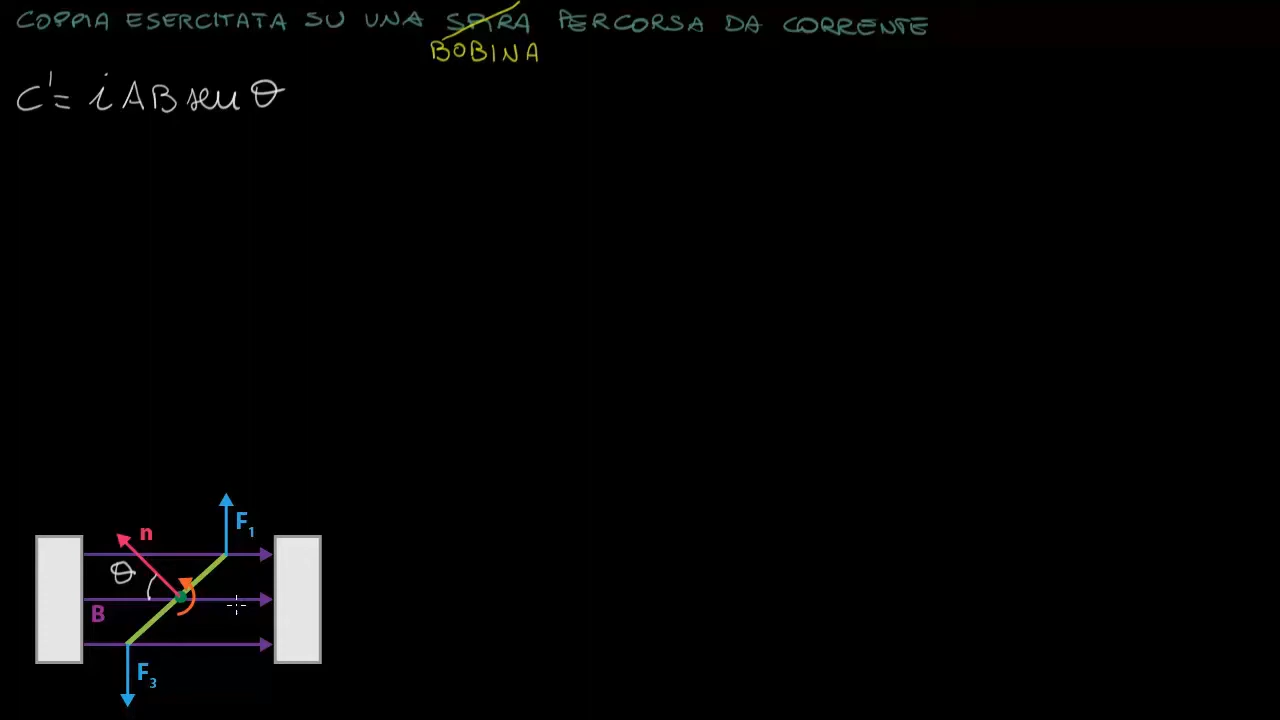 COPPIA ESERCITATA SU UNA SPIRA PERCORSA DA CORRENTE
BOBINA
C' = i A B sen θ
F₁
n
θ
B
F₃